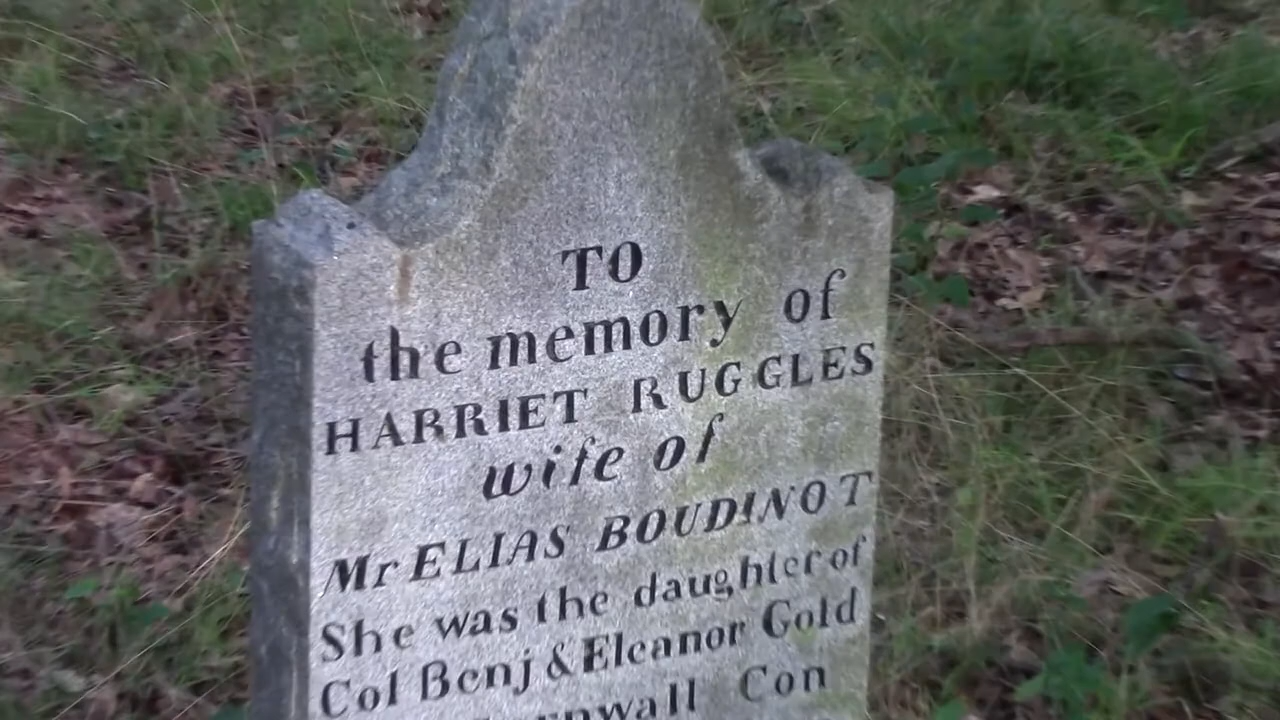 TO
the memory of
HARRIET RUGGLES
wife of
Mr ELIAS BOUDINOT
She was the daughter of
Col Benj & Eleanor Gold
Con